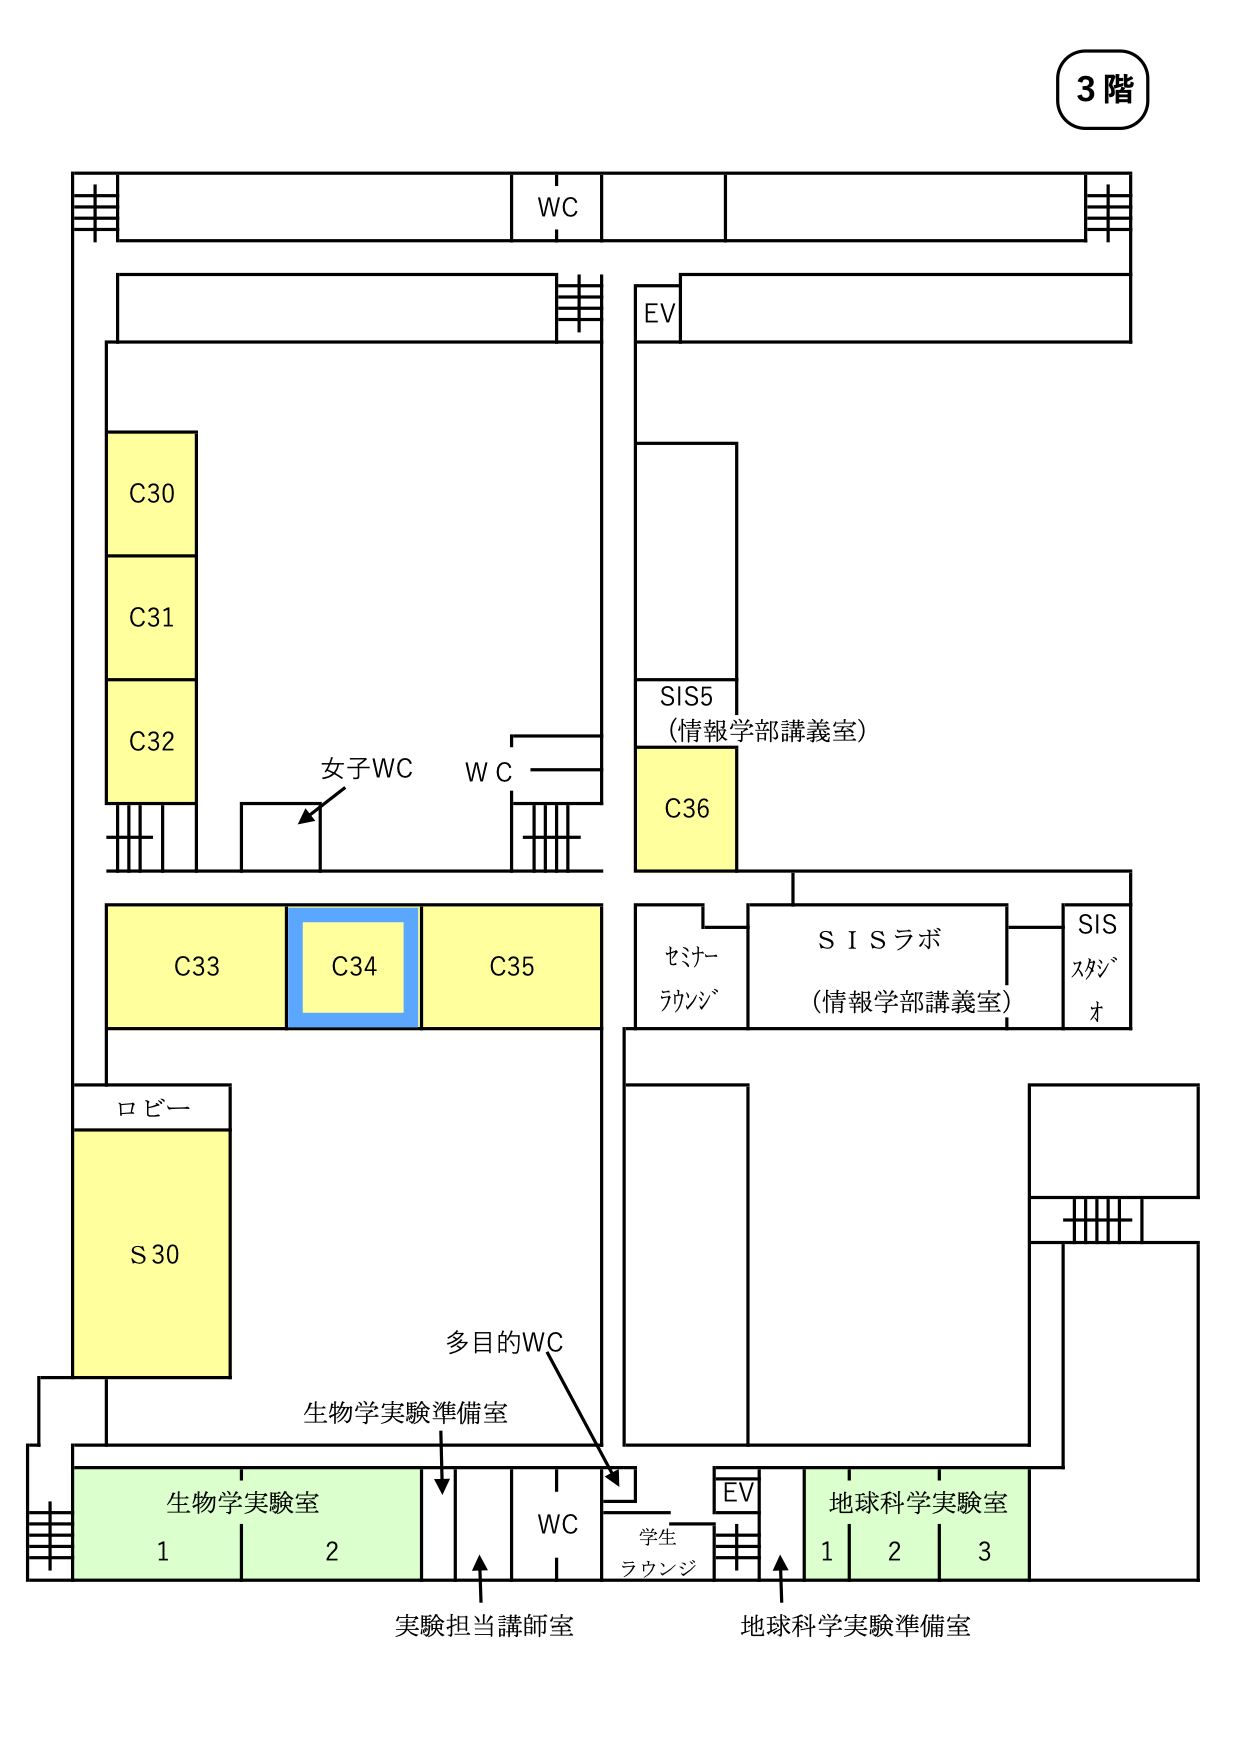 3階
WC
EV
C30
C31
C32
SIS5
(情報学部講義室)
女子WC
ＷＣ
C36
C33
C34
C35
ｾﾐﾅｰ
ﾗｳﾝｼﾞ
ＳＩＳラボ
(情報学部講義室)
SIS
ｽﾀｼﾞ
ｵ
ロビー
Ｓ30
多目的WC
生物学実験準備室
生物学実験室
1
2
WC
学生
ラウンジ
EV
地球科学実験室
1
2
3
実験担当講師室
地球科学実験準備室